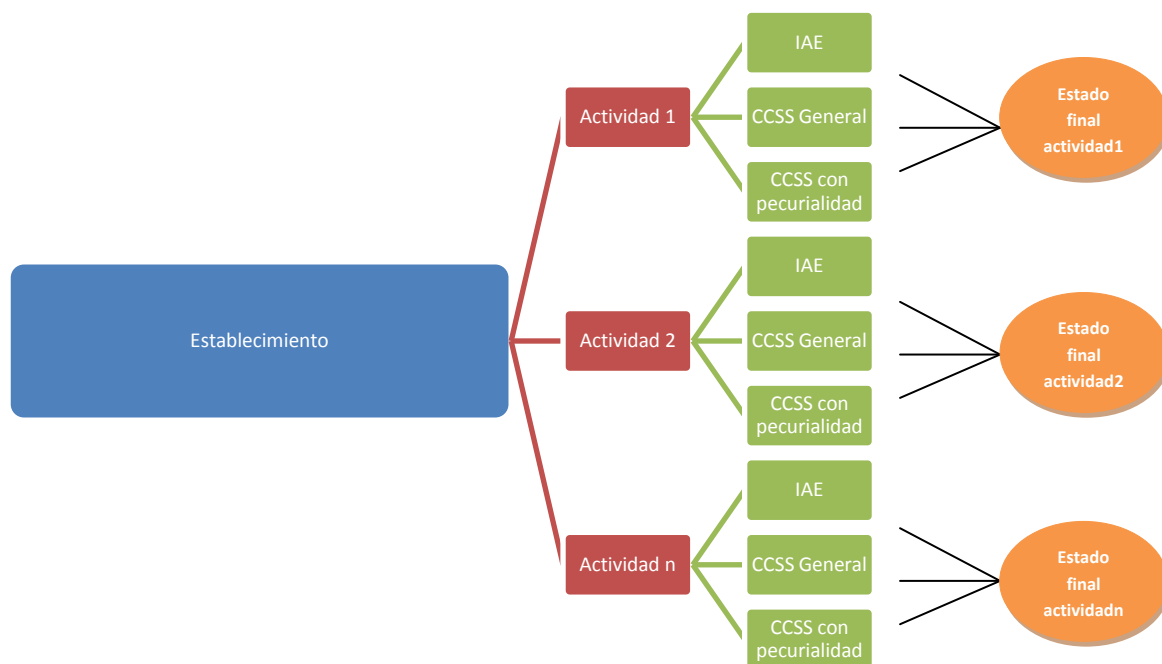 Establecimiento
Actividad 1
IAE
CCSS General
CCSS con
pecurialidad
Estado
final
actividad1
Actividad 2
IAE
CCSS General
CCSS con
pecurialidad
Estado
final
actividad2
Actividad n
IAE
CCSS General
CCSS con
pecurialidad
Estado
final
actividadn